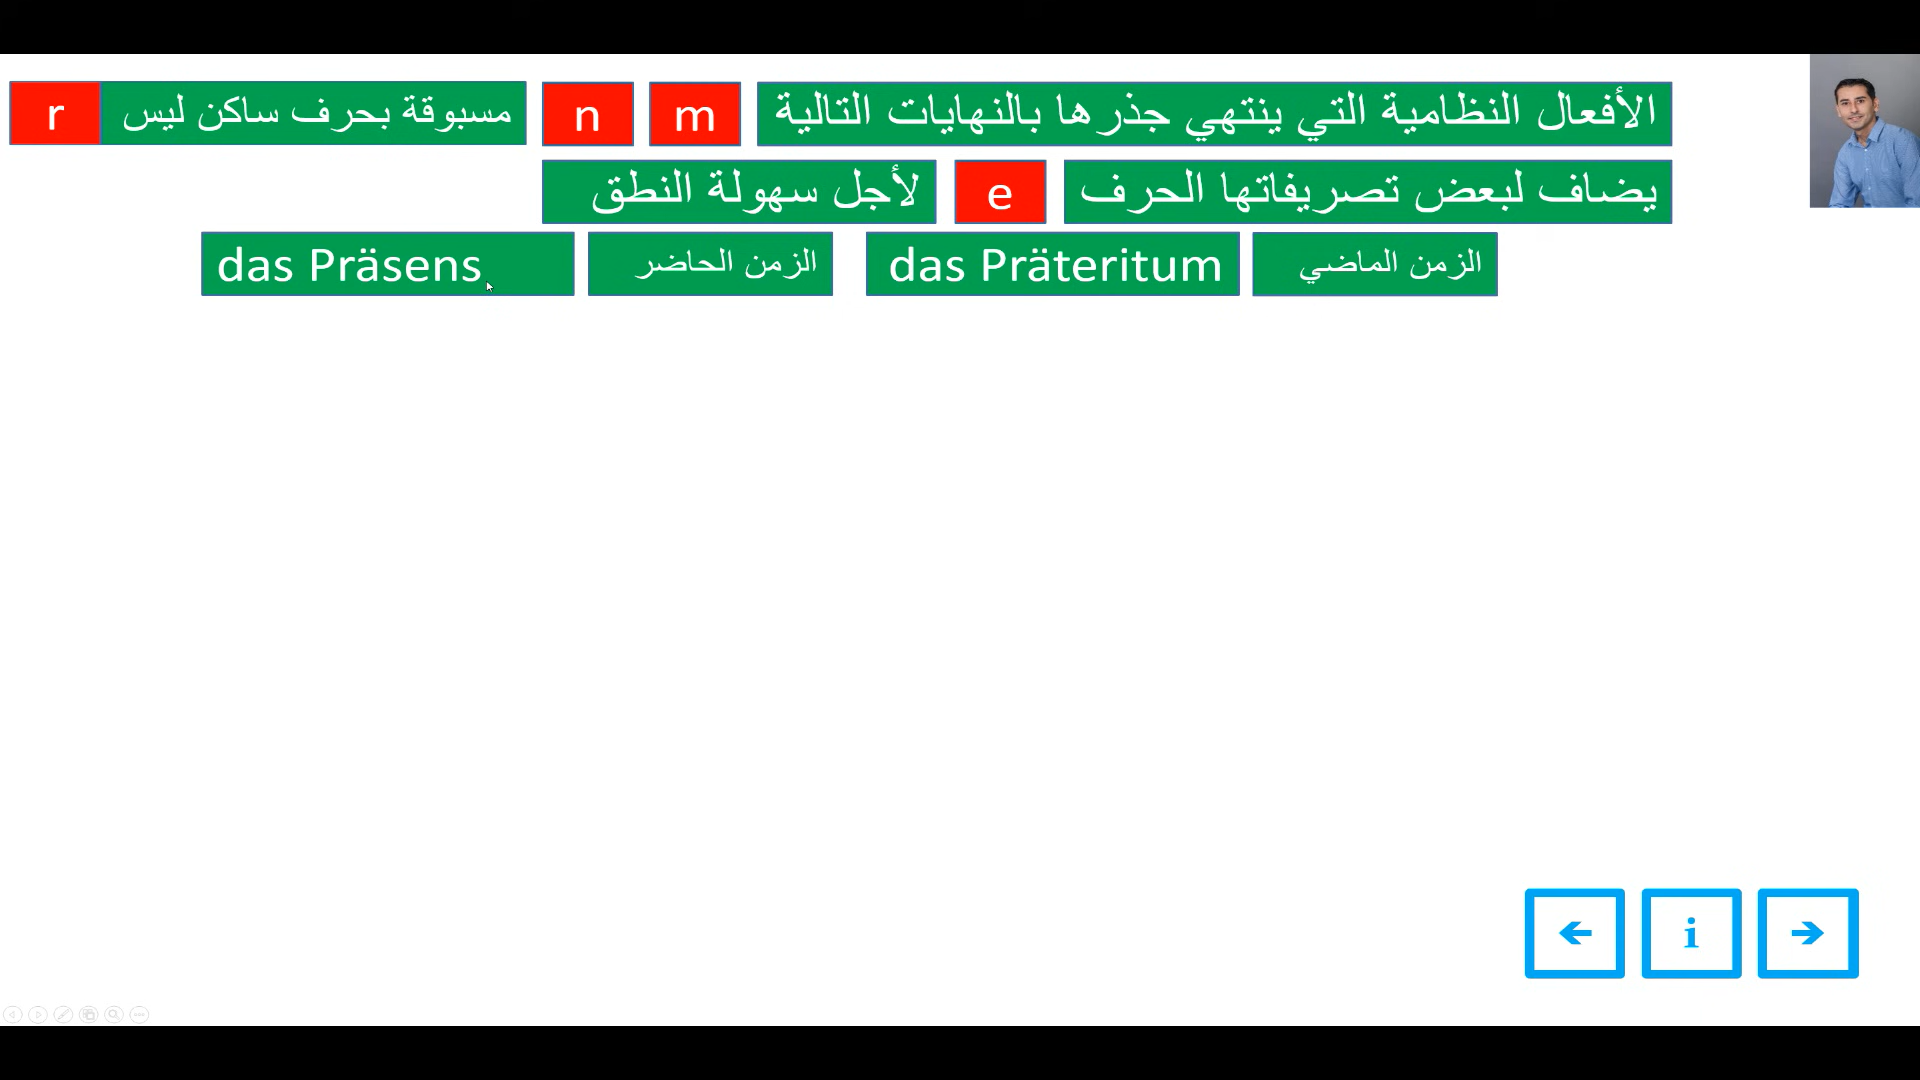 الأفعال النظامية التي ينتهي جذرها بالنهايات التالية m n مسبوقة بحرف ساكن ليس r
يضاف لبعض تصريفاتها الحرف e لأجل سهولة النطق
الزمن الماضي das Präteritum الزمن الحاضر das Präsens
i